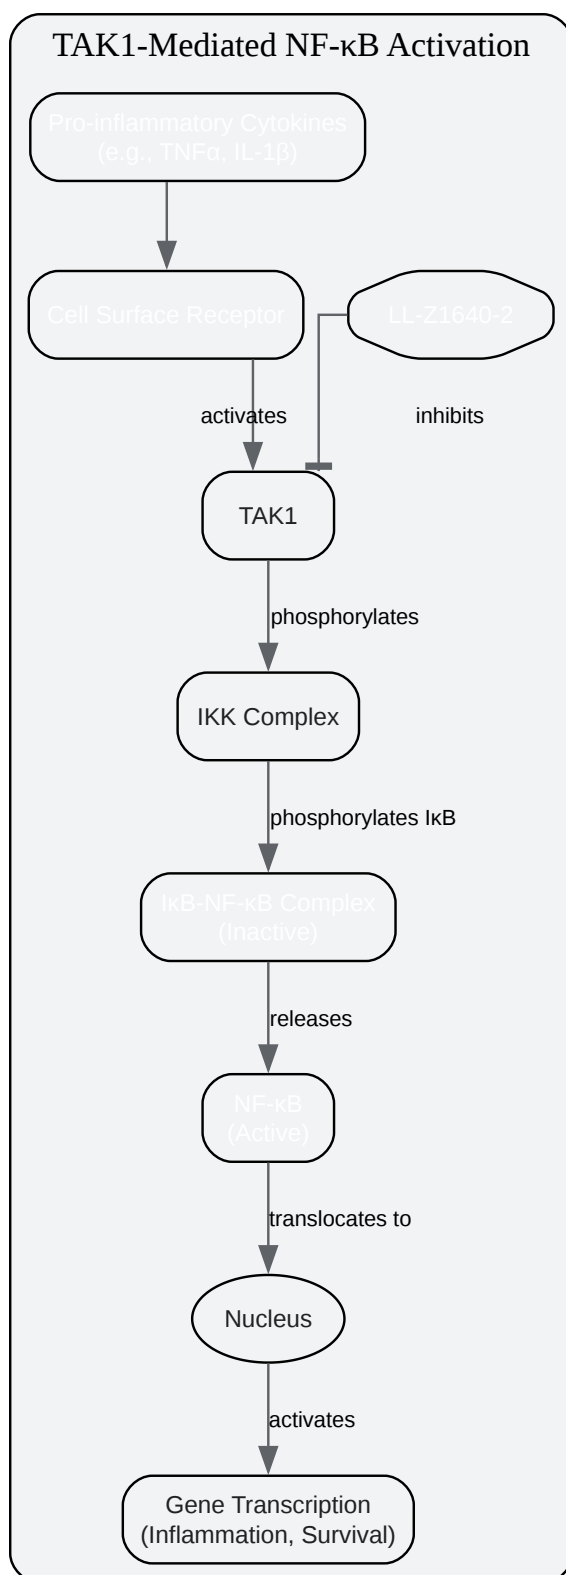 TAK1-Mediated NF-κB Activation
Pro-inflammatory Cytokines
(e.g., TNFα, IL-1β)
Cell Surface Receptor
LL-Z1640-2
activates
inhibits
TAK1
phosphorylates
IKK Complex
phosphorylates IκB
IκB-NF-κB Complex
(Inactive)
releases
NF-κB
(Active)
translocates to
Nucleus
activates
Gene Transcription
(Inflammation, Survival)